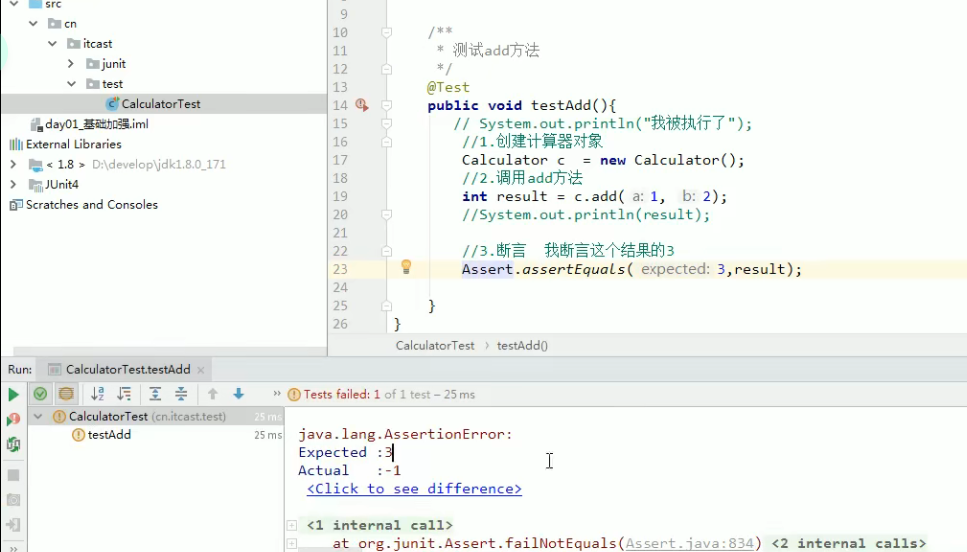 src
cn
itcast
junit
test
CalculatorTest
day01_基础加强.iml
External Libraries
< 1.8 > D:\develop\jdk1.8.0_171
JUnit4
Scratches and Consoles
9
10 /**
11 * 测试add方法
12 */
13 @Test
14 public void testAdd(){
15 // System.out.println("我被执行了");
16 //1.创建计算器对象
17 Calculator c = new Calculator();
18 //2.调用add方法
19 int result = c.add( a: 1, b: 2);
20 //System.out.println(result);
21
22 //3.断言 我断言这个结果的3
23 Assert.assertEquals( expected: 3,result);
24
25 }
26 }
CalculatorTest > testAdd()
Run: CalculatorTest.testAdd ×
» Tests failed: 1 of 1 test – 25 ms
CalculatorTest (cn.itcast.test) 25 ms
testAdd 25 ms
java.lang.AssertionError:
Expected :3
Actual :-1
<Click to see difference>
<1 internal call>
at org.junit.Assert.failNotEquals(Assert.java:834) <2 internal calls>